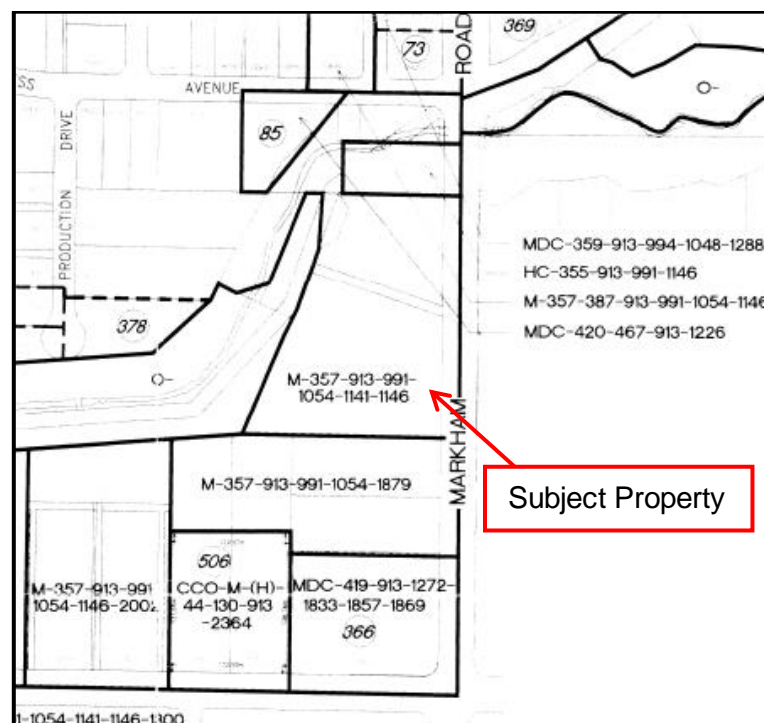 73
369
ROAD
SS
AVENUE
O-
85
PRODUCTION DRIVE
MDC-359-913-994-1048-1288
HC-355-913-991-1146
M-357-387-913-991-1054-1146
MDC-420-467-913-1226
378
O-
M-357-913-991-
1054-1141-1146
MARKHAM
Subject Property
M-357-913-991-1054-1879
506
M-357-913-991
1054-1146-2002
CCO-M-(H)-
44-130-913
-2364
MDC-419-913-1272-
1833-1857-1869
366
1-1054-1141-1146-1300